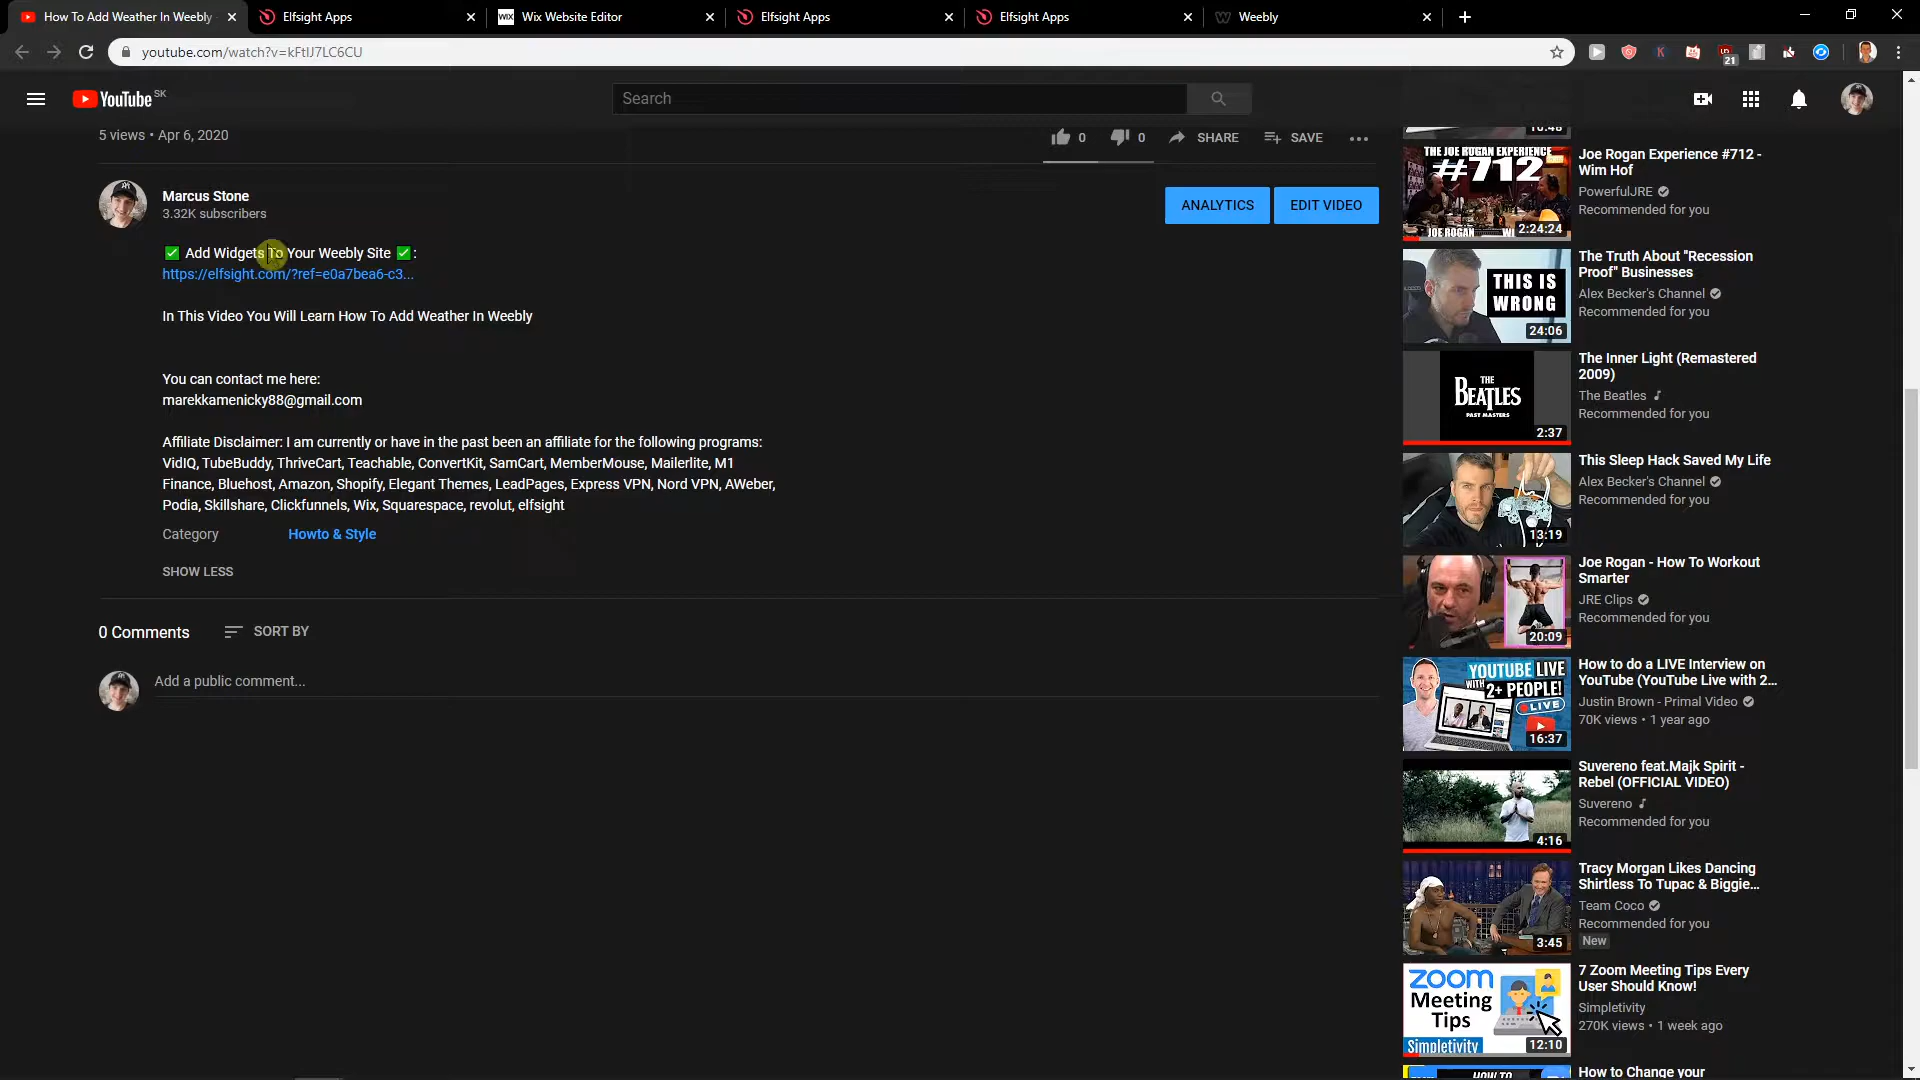 How To Add Weather In Weebly
Elfsight Apps
Wix Website Editor
Elfsight Apps
Elfsight Apps
Weebly
youtube.com/watch?v=kFtIJ7LC6CU
21
YouTube SK
Search
5 views • Apr 6, 2020
0
0
SHARE
SAVE
Marcus Stone
3.32K subscribers
ANALYTICS
EDIT VIDEO
✅ Add Widgets To Your Weebly Site ✅ :
https://elfsight.com/?ref=e0a7bea6-c3...
In This Video You Will Learn How To Add Weather In Weebly
You can contact me here:
marekkamenicky88@gmail.com
Affiliate Disclaimer: I am currently or have in the past been an affiliate for the following programs:
VidIQ, TubeBuddy, ThriveCart, Teachable, ConvertKit, SamCart, MemberMouse, Mailerlite, M1
Finance, Bluehost, Amazon, Shopify, Elegant Themes, LeadPages, Express VPN, Nord VPN, AWeber,
Podia, Skillshare, Clickfunnels, Wix, Squarespace, revolut, elfsight
Category
Howto & Style
SHOW LESS
0 Comments
SORT BY
Add a public comment...
THE JOE ROGAN EXPERIENCE
#712
JOE ROGAN
2:24:24
Joe Rogan Experience #712 -
Wim Hof
PowerfulJRE
Recommended for you
THIS IS
WRONG
24:06
The Truth About "Recession
Proof" Businesses
Alex Becker's Channel
Recommended for you
THE
BEATLES
PAST MASTERS
2:37
The Inner Light (Remastered
2009)
The Beatles
Recommended for you
13:19
This Sleep Hack Saved My Life
Alex Becker's Channel
Recommended for you
20:09
Joe Rogan - How To Workout
Smarter
JRE Clips
Recommended for you
YOUTUBE LIVE
WITH 2+ PEOPLE!
LIVE
16:37
How to do a LIVE Interview on
YouTube (YouTube Live with 2...
Justin Brown - Primal Video
70K views • 1 year ago
4:16
Suvereno feat.Majk Spirit -
Rebel (OFFICIAL VIDEO)
Suvereno
Recommended for you
3:45
Tracy Morgan Likes Dancing
Shirtless To Tupac & Biggie...
Team Coco
Recommended for you
New
ZOOM
Meeting
Tips
Simpletivity
12:10
7 Zoom Meeting Tips Every
User Should Know!
Simpletivity
270K views • 1 week ago
HOW TO
How to Change your